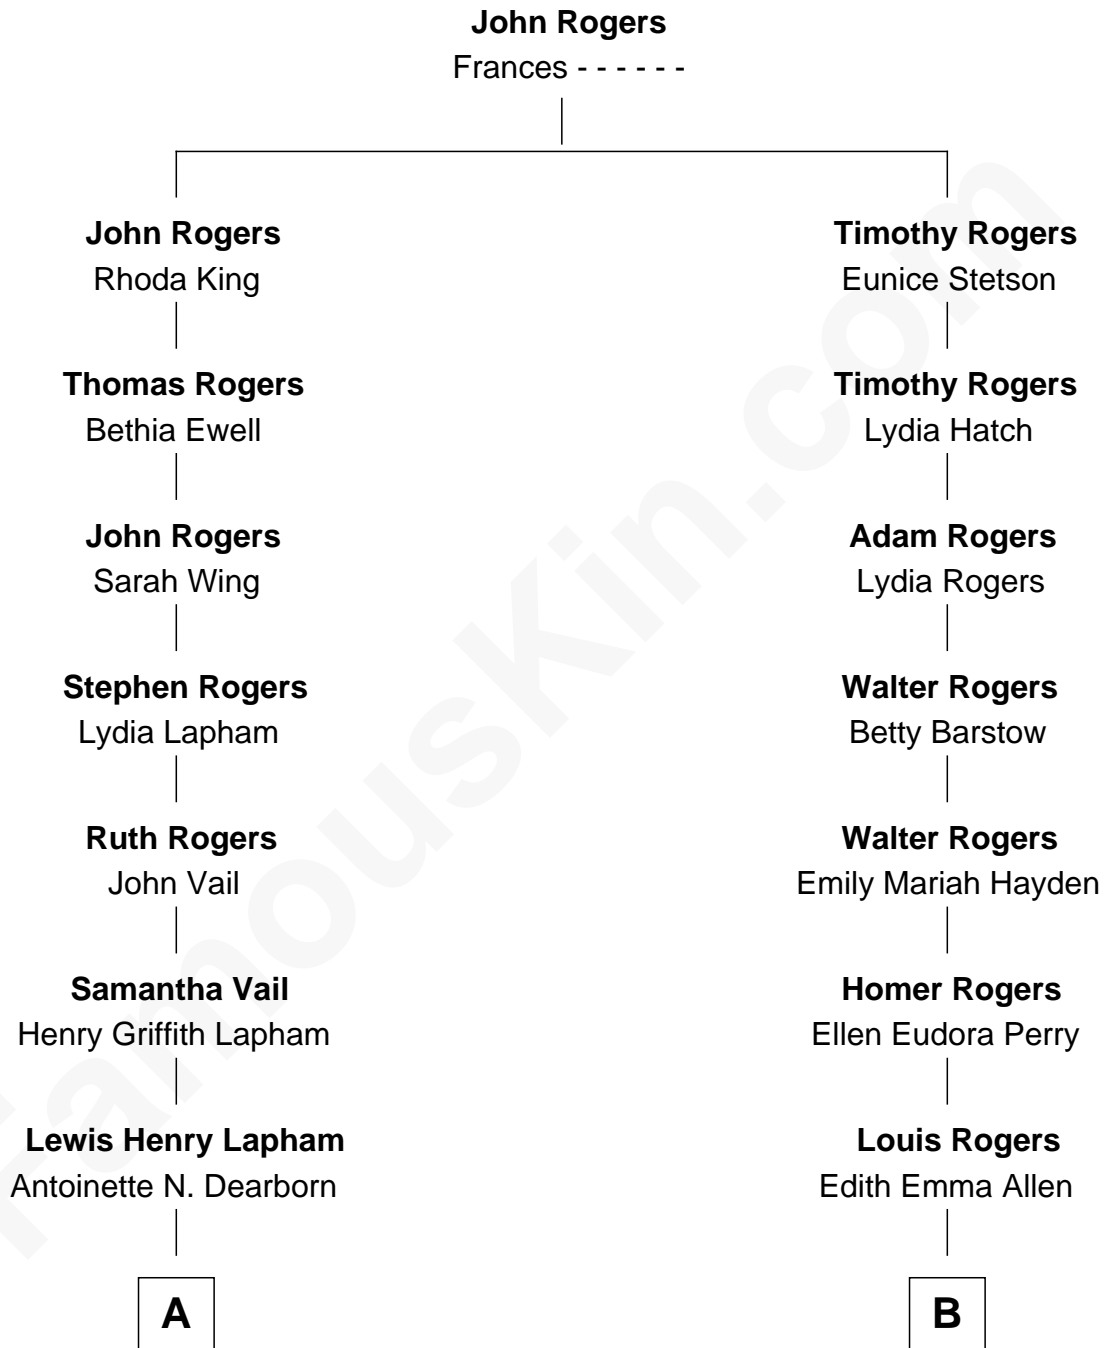 John Rogers
Frances - - - - - -
John Rogers
Rhoda King
Timothy Rogers
Eunice Stetson
Thomas Rogers
Bethia Ewell
Timothy Rogers
Lydia Hatch
John Rogers
Sarah Wing
Adam Rogers
Lydia Rogers
Stephen Rogers
Lydia Lapham
Walter Rogers
Betty Barstow
Ruth Rogers
John Vail
Walter Rogers
Emily Mariah Hayden
Samantha Vail
Henry Griffith Lapham
Homer Rogers
Ellen Eudora Perry
Lewis Henry Lapham
Antoinette N. Dearborn
Louis Rogers
Edith Emma Allen
A
B
FamousKin.com